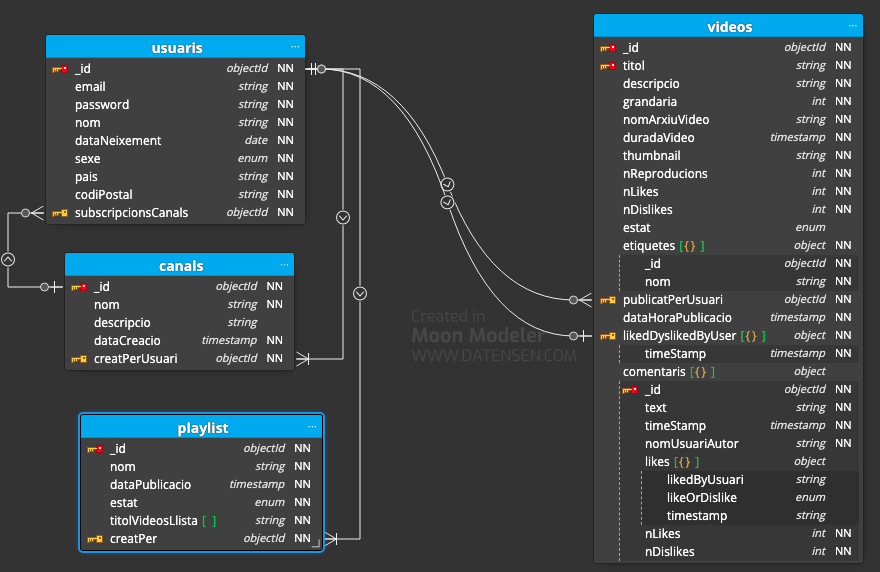 usuaris ...
_id objectId NN
email string NN
password string NN
nom string NN
dataNeixement date NN
sexe enum NN
pais string NN
codiPostal string NN
subscripcionsCanals objectId NN
canals ...
_id objectId NN
nom string NN
descripcio string
dataCreacio timestamp NN
creatPerUsuari objectId NN
playlist ...
_id objectId NN
nom string NN
dataPublicacio timestamp NN
estat enum NN
titolVideosLlista [ ] string NN
creatPer objectId NN
Created in
Moon Modeler
WWW.DATENSEN.COM
videos ...
_id objectId NN
titol string NN
descripcio string NN
grandaria int NN
nomArxiuVideo string NN
duradaVideo timestamp NN
thumbnail string NN
nReproducions int NN
nLikes int NN
nDislikes int NN
estat enum
etiquetes [{} ] object NN
_id objectId NN
nom string NN
publicatPerUsuari objectId NN
dataHoraPublicacio timestamp NN
likedDyslikedByUser [{} ] object NN
timeStamp timestamp NN
comentaris [{} ] object
_id objectId NN
text string NN
timeStamp timestamp NN
nomUsuariAutor string NN
likes [{} ] object
likedByUsuari string
likeOrDislike enum
timestamp string
nLikes int NN
nDislikes int NN